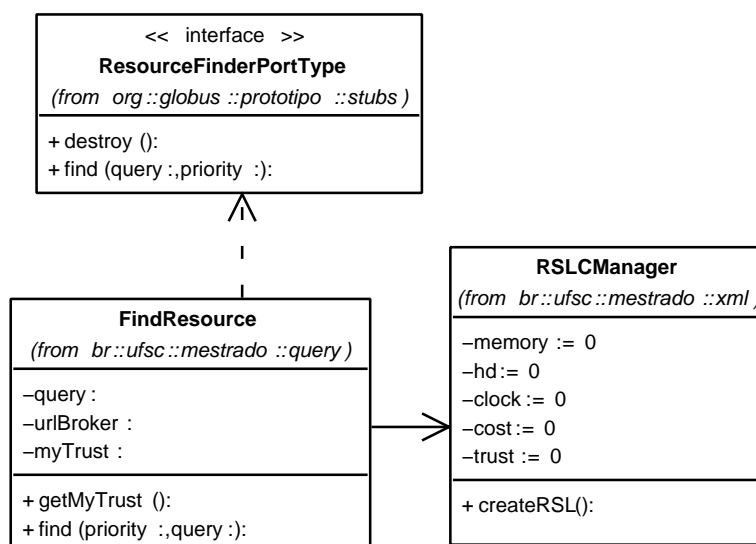 << interface >>
ResourceFinderPortType
(from org::globus::prototipo ::stubs)
+ destroy ():
+ find (query :,priority :):
FindResource
(from br::ufsc::mestrado ::query)
–query :
–urlBroker :
–myTrust :
+ getMyTrust ():
+ find (priority :,query :):
RSLCManager
(from br::ufsc::mestrado ::xml)
–memory := 0
–hd := 0
–clock := 0
–cost := 0
–trust := 0
+ createRSL():